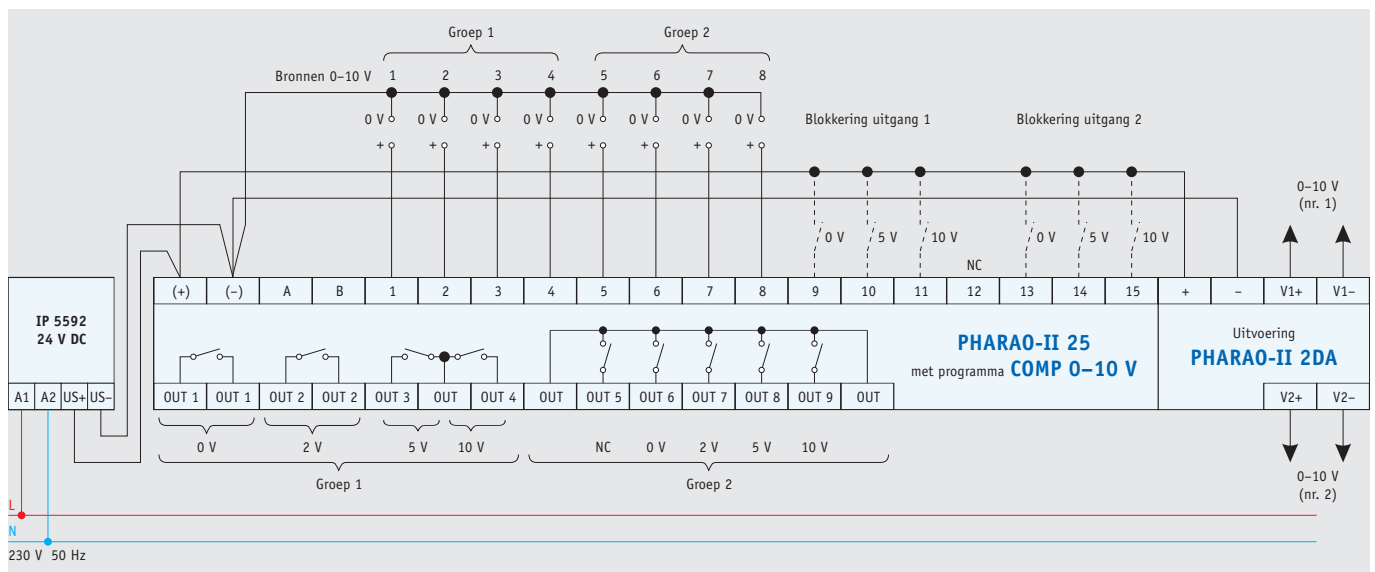 Groep 1 Groep 2
Bronnen 0–10 V 1 2 3 4 5 6 7 8
0 V 0 V 0 V 0 V 0 V 0 V 0 V 0 V
+ + + + + + + +
Blokkering uitgang 1 Blokkering uitgang 2
0–10 V
(nr. 1)
0 V 5 V 10 V 0 V 5 V 10 V
NC
(+) (–) A B 1 2 3 4 5 6 7 8 9 10 11 12 13 14 15 + – V1+ V1–
IP 5592
24 V DC
PHARAO-II 25
met programma COMP 0–10 V
Uitvoering
PHARAO-II 2DA
A1 A2 US+ US–
OUT 1 OUT 1 OUT 2 OUT 2 OUT 3 OUT OUT 4 OUT OUT 5 OUT 6 OUT 7 OUT 8 OUT 9 OUT V2+ V2–
0 V 2 V 5 V 10 V NC 0 V 2 V 5 V 10 V
Groep 1 Groep 2
0–10 V
(nr. 2)
L
N
230 V 50 Hz